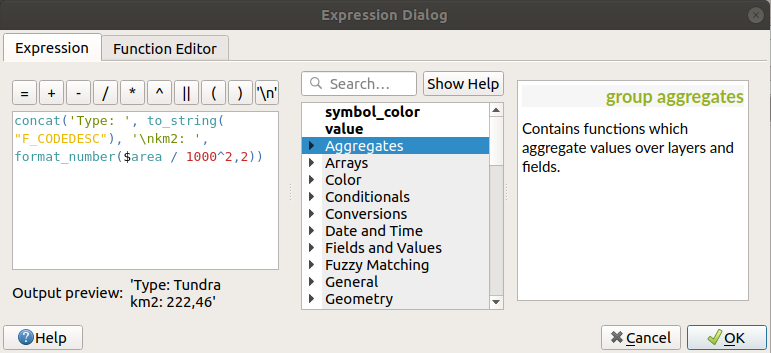 Expression Dialog
Expression
Function Editor
= + - / * ^ || ( ) '\n'
concat('Type: ', to_string(
"F_CODEDESC"), '\nkm2: ',
format_number($area / 1000^2,2))
Output preview: 'Type: Tundra
km2: 222,46'
Search... Show Help
symbol_color
value
Aggregates
Arrays
Color
Conditionals
Conversions
Date and Time
Fields and Values
Fuzzy Matching
General
Geometry
group aggregates
Contains functions which
aggregate values over layers and
fields.
Help
Cancel
OK